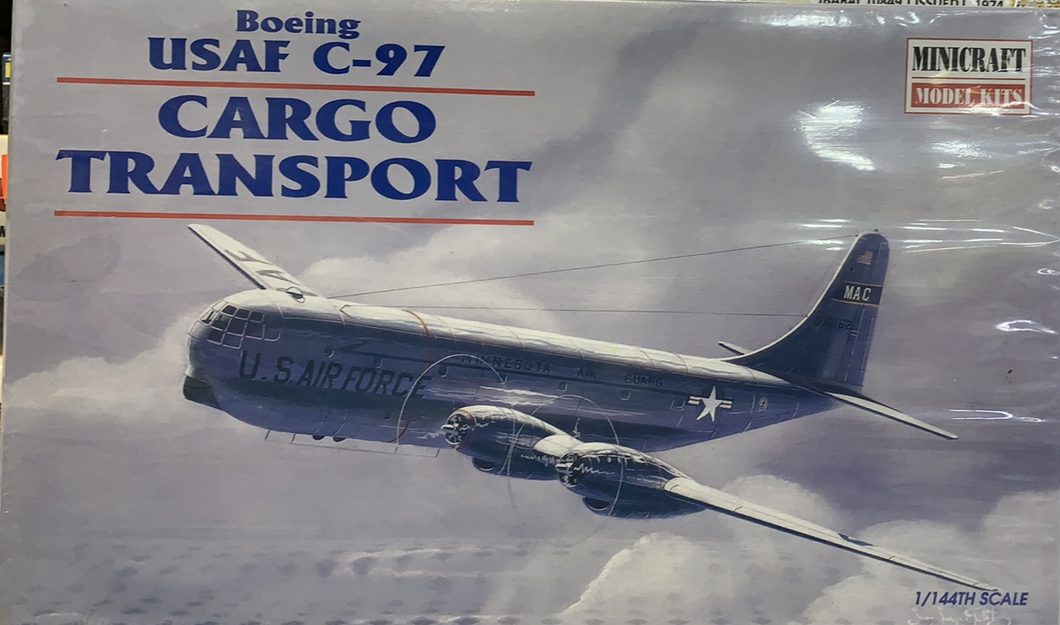 Boeing
USAF C-97
CARGO
TRANSPORT
MINICRAFT
MODEL KITS
MAC
U.S. AIR FORCE
MINNESOTA AIR GUARD
1/144TH SCALE